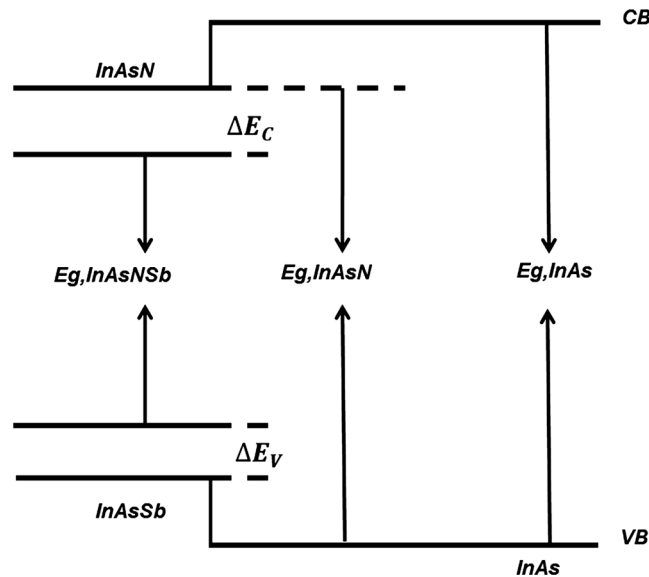 CB
InAsN
ΔE_C
Eg,InAsNSb
Eg,InAsN
Eg,InAs
ΔE_V
InAsSb
VB
InAs